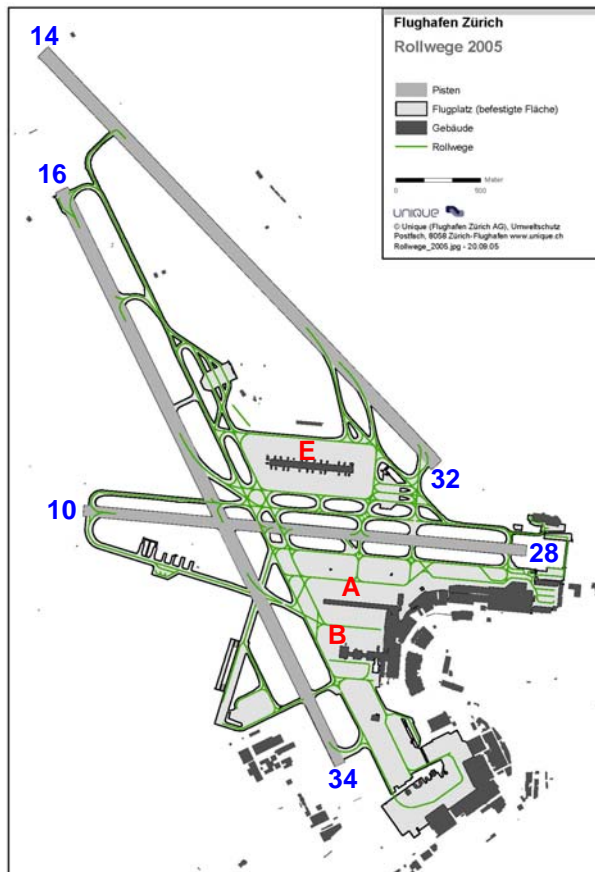 14
Flughafen Zürich
Rollwege 2005
Pisten
Flugplatz (befestigte Fläche)
Gebäude
Rollwege
Meter
0 500
unique
© Unique (Flughafen Zürich AG), Umweltschutz
Postfach, 8058 Zürich-Flughafen www.unique.ch
Rollwege_2005.jpg - 20.09.05
16
E
32
10
28
A
B
34